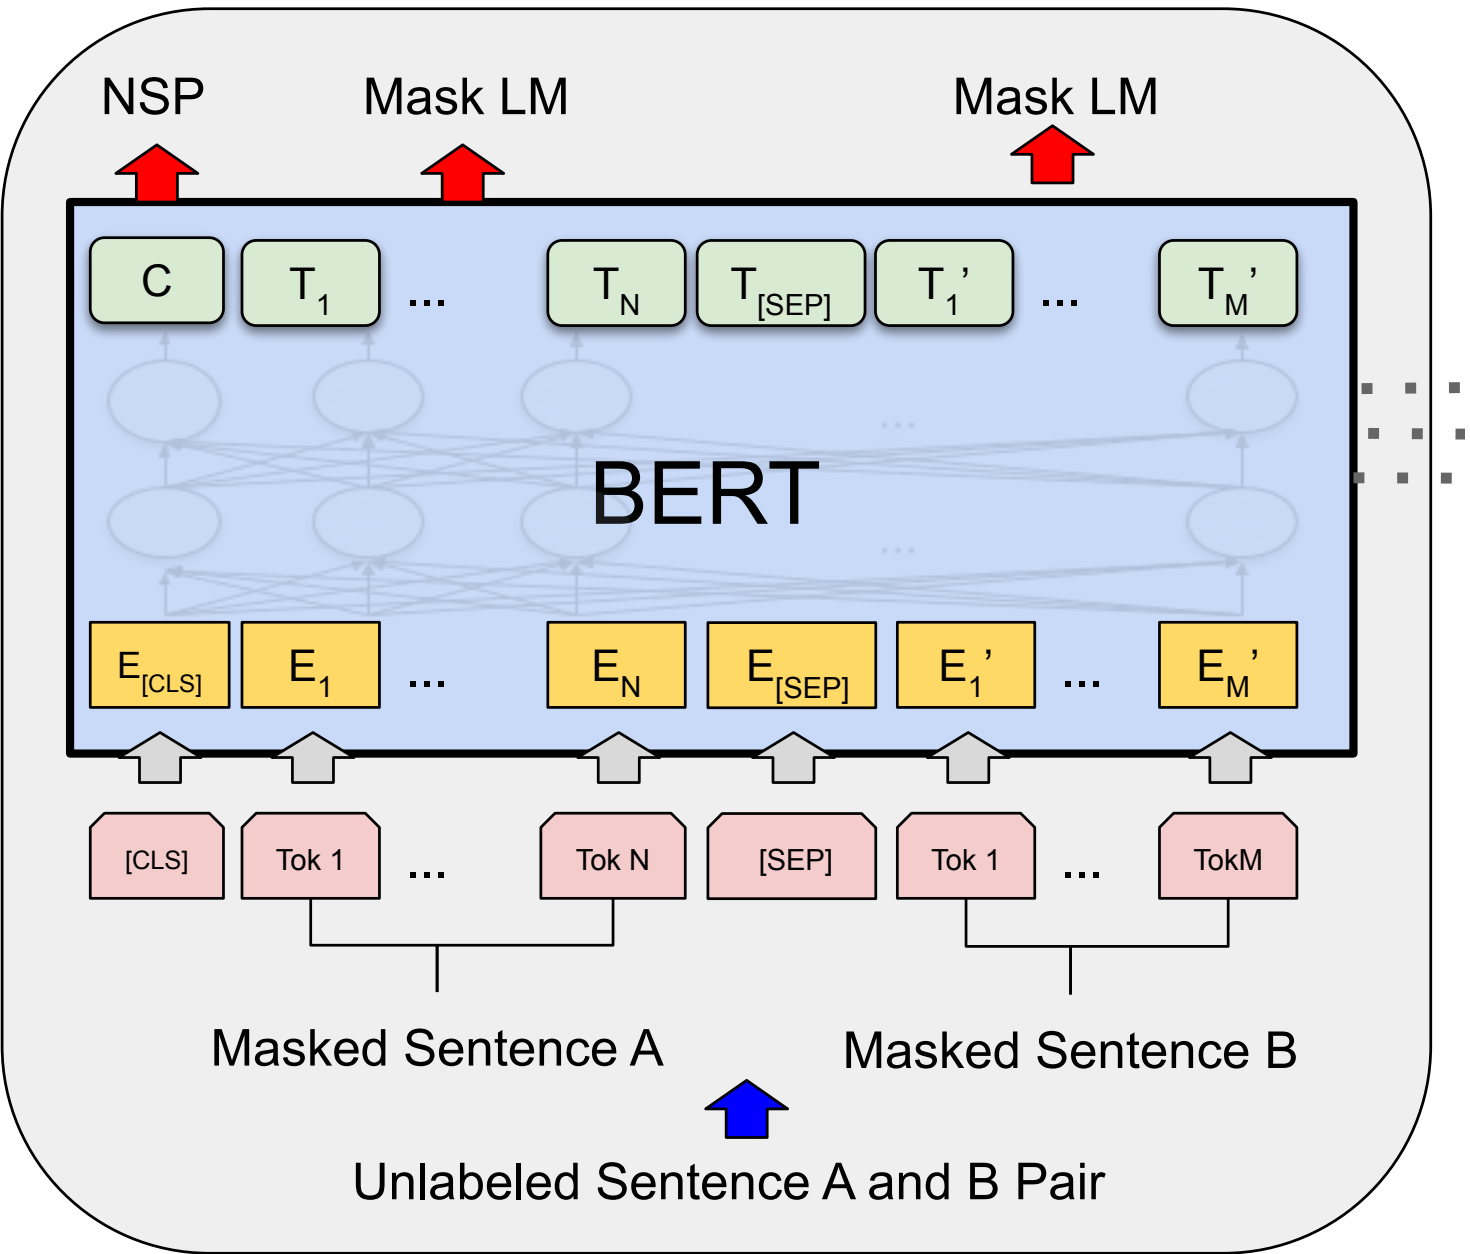 NSP Mask LM Mask LM
C T1 ... TN T[SEP] T1’ ... TM’
...
BERT
...
E[CLS] E1 ... EN E[SEP] E1’ ... EM’
[CLS] Tok 1 ... Tok N [SEP] Tok 1 ... TokM
Masked Sentence A Masked Sentence B
Unlabeled Sentence A and B Pair